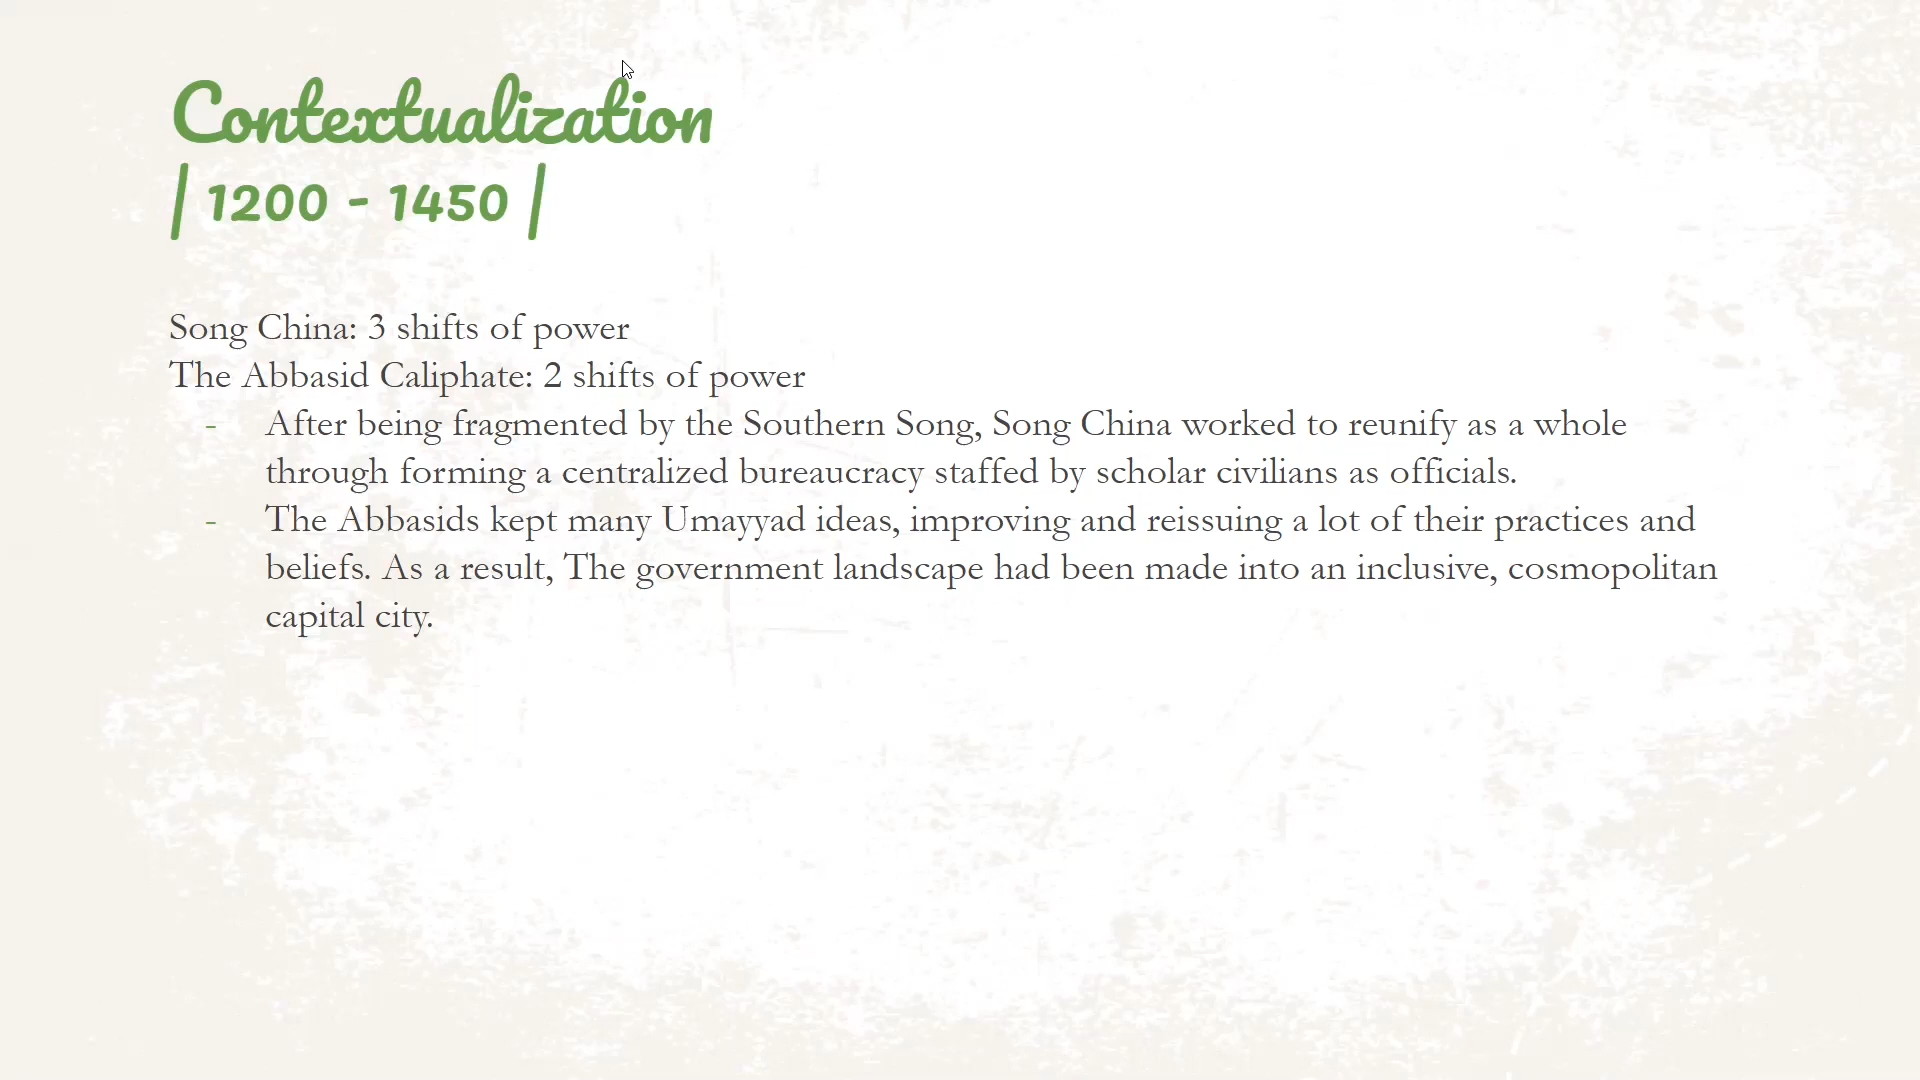 Contextualization
| 1200 - 1450 |
Song China: 3 shifts of power
The Abbasid Caliphate: 2 shifts of power
- After being fragmented by the Southern Song, Song China worked to reunify as a whole
through forming a centralized bureaucracy staffed by scholar civilians as officials.
- The Abbasids kept many Umayyad ideas, improving and reissuing a lot of their practices and
beliefs. As a result, The government landscape had been made into an inclusive, cosmopolitan
capital city.